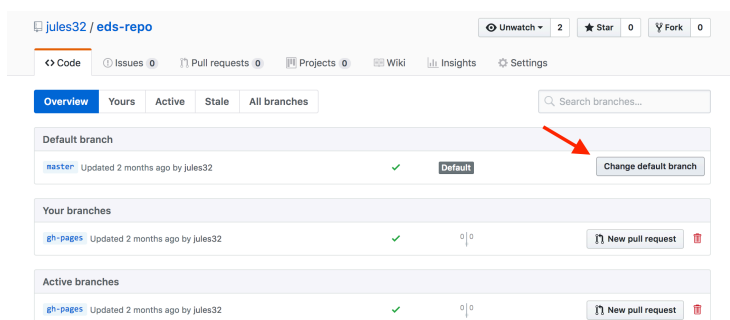 jules32 / eds-repo Unwatch 2 Star 0 Fork 0
Code Issues 0 Pull requests 0 Projects 0 Wiki Insights Settings
Overview Yours Active Stale All branches Search branches...
Default branch
master Updated 2 months ago by jules32 Default Change default branch
Your branches
gh-pages Updated 2 months ago by jules32 0 0 New pull request
Active branches
gh-pages Updated 2 months ago by jules32 0 0 New pull request